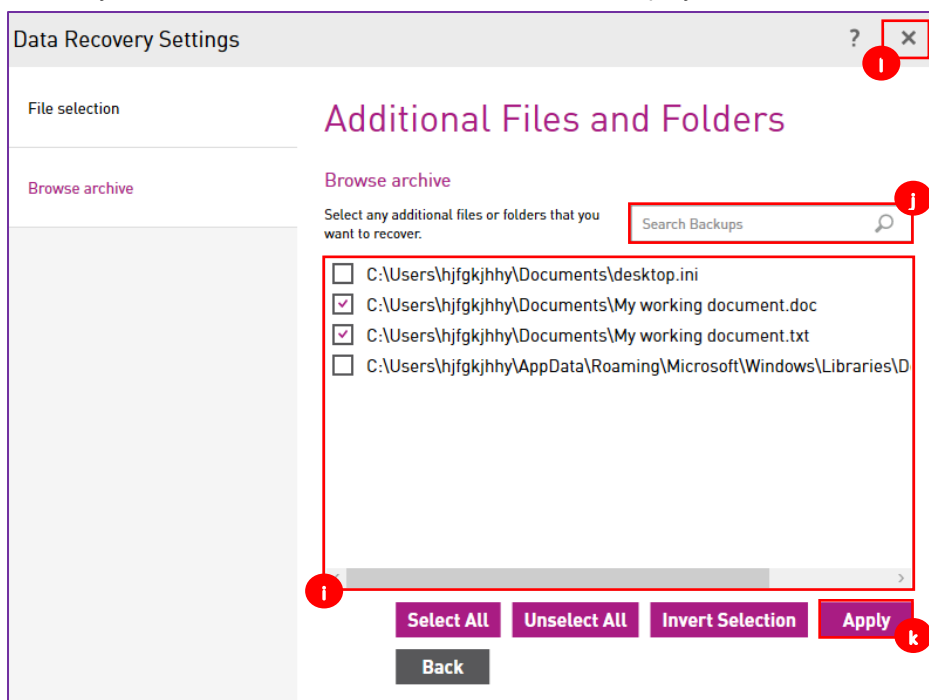 Data Recovery Settings ? ×
l
File selection
Additional Files and Folders
Browse archive
Browse archive
j
Select any additional files or folders that you
want to recover.
Search Backups
C:\Users\hjfgkjhhy\Documents\desktop.ini
C:\Users\hjfgkjhhy\Documents\My working document.doc
C:\Users\hjfgkjhhy\Documents\My working document.txt
C:\Users\hjfgkjhhy\AppData\Roaming\Microsoft\Windows\Libraries\D
i
Select All Unselect All Invert Selection Apply
k
Back